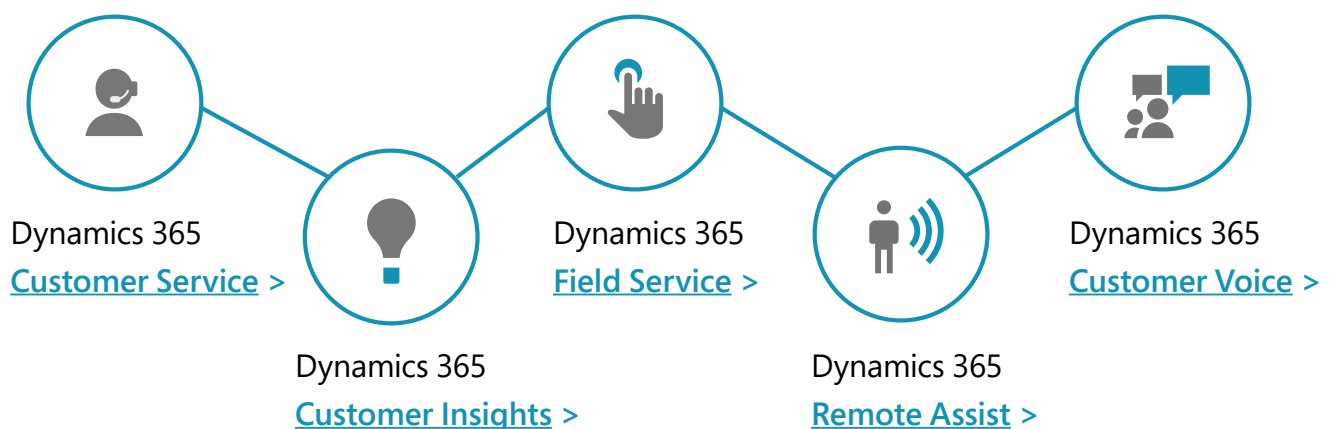 Dynamics 365
Customer Service >
Dynamics 365
Customer Insights >
Dynamics 365
Field Service >
Dynamics 365
Remote Assist >
Dynamics 365
Customer Voice >